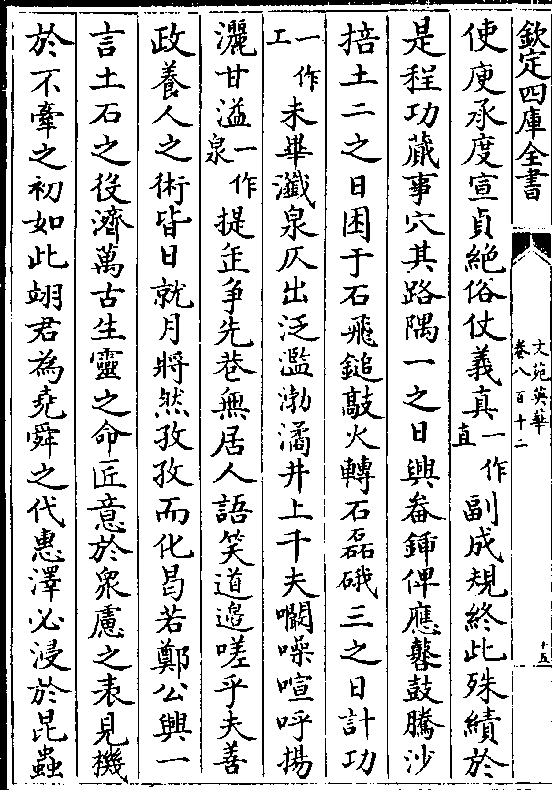 欽定四庫全書
文苑英華
卷八百十二
十五
使庾承度宣貞絶俗仗義真一作直副成規終此殊績於
是程功蕆事穴其路隅一之日興畚鍤俾應鼛鼓騰沙
掊土二之日困于石飛鎚敲火轉石磊硪三之日計功
一作工未畢瀸泉仄出泛濫渤潏井上千夫嘲噪喧呼揚
灑甘溢一作泉提缶争先巷無居人語笑道邉嗟乎夫善
政養人之術皆日就月將然孜孜而化曷若鄭公興一
言土石之役濟萬古生靈之命匠意於衆慮之表見機
於不牽之初如此翊君為堯舜之代惠澤必浸於昆蟲